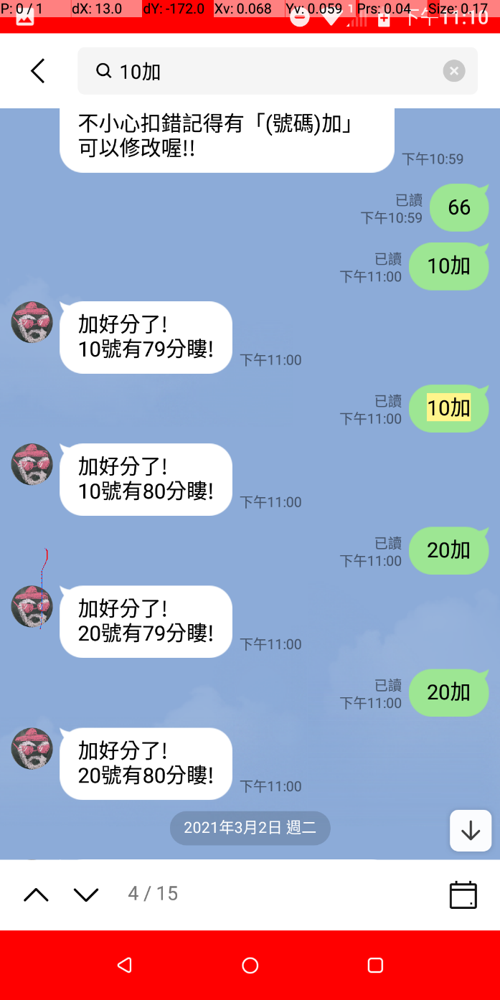 P: 0 / 1 dX: 13.0 dY: -172.0 Xv: 0.068 Yv: 0.059 Prs: 0.04 Size: 0.17
下午11:10
10加
不小心扣錯記得有「(號碼)加」
可以修改喔!!
下午10:59
已讀
下午10:59
66
已讀
下午11:00
10加
加好分了!
10號有79分瞜!
下午11:00
已讀
下午11:00
10加
加好分了!
10號有80分瞜!
下午11:00
已讀
下午11:00
20加
加好分了!
20號有79分瞜!
下午11:00
已讀
下午11:00
20加
加好分了!
20號有80分瞜!
下午11:00
2021年3月2日 週二
4 / 15